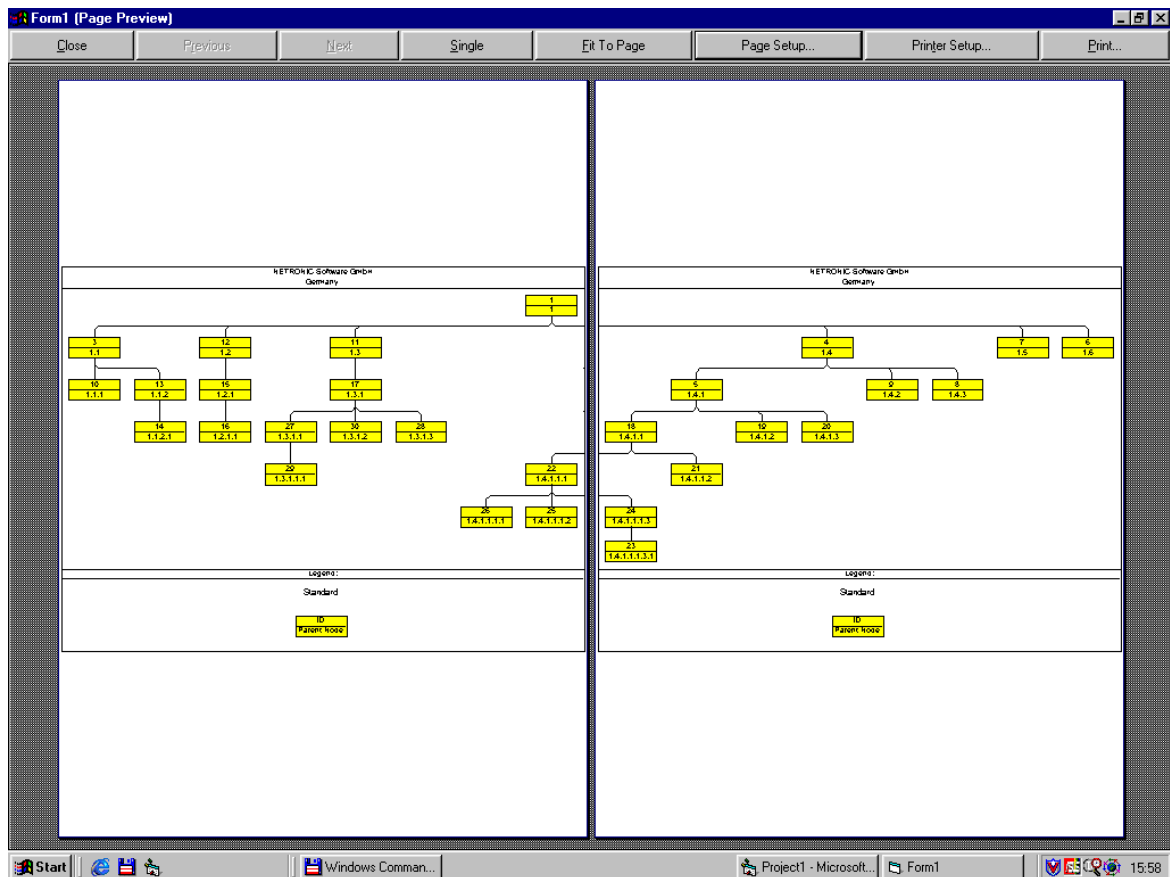 Form1 (Page Preview)
Close Previous Next Single Fit To Page Page Setup... Printer Setup... Print...
NETRONIC Software GmbH
Germany
1
1
3 12 11
1.1 1.2 1.3
10 13 15 17
1.1.1 1.1.2 1.2.1 1.3.1
14 16 27 30 28
1.1.2.1 1.2.1.1 1.3.1.1 1.3.1.2 1.3.1.3
29 22
1.3.1.1.1 1.4.1.1.1
26 25
1.4.1.1.1.1 1.4.1.1.1.2
Legend:
Standard
ID
Parent Node
NETRONIC Software GmbH
Germany
4 7 6
1.4 1.5 1.6
5 9 8
1.4.1 1.4.2 1.4.3
18 19 20
1.4.1.1 1.4.1.2 1.4.1.3
21
1.4.1.1.2
24
1.4.1.1.1.3
23
1.4.1.1.1.3.1
Legend:
Standard
ID
Parent Node
Start Windows Comman... Project1 - Microsoft... Form1 15:58